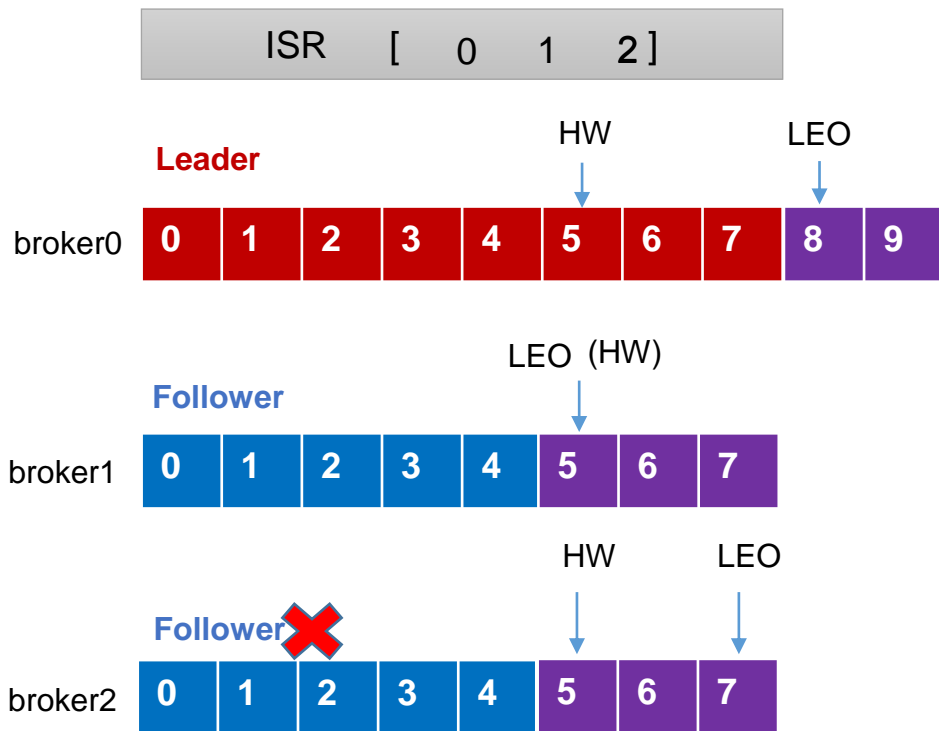 ISR [ 0 1 2 ]
HW LEO
Leader
broker0 0 1 2 3 4 5 6 7 8 9
LEO (HW)
Follower
broker1 0 1 2 3 4 5 6 7
HW LEO
Follower
broker2 0 1 2 3 4 5 6 7